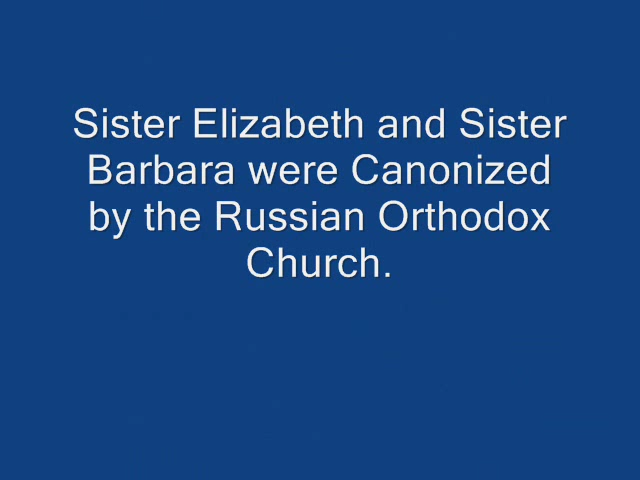 Sister Elizabeth and Sister
Barbara were Canonized
by the Russian Orthodox
Church.